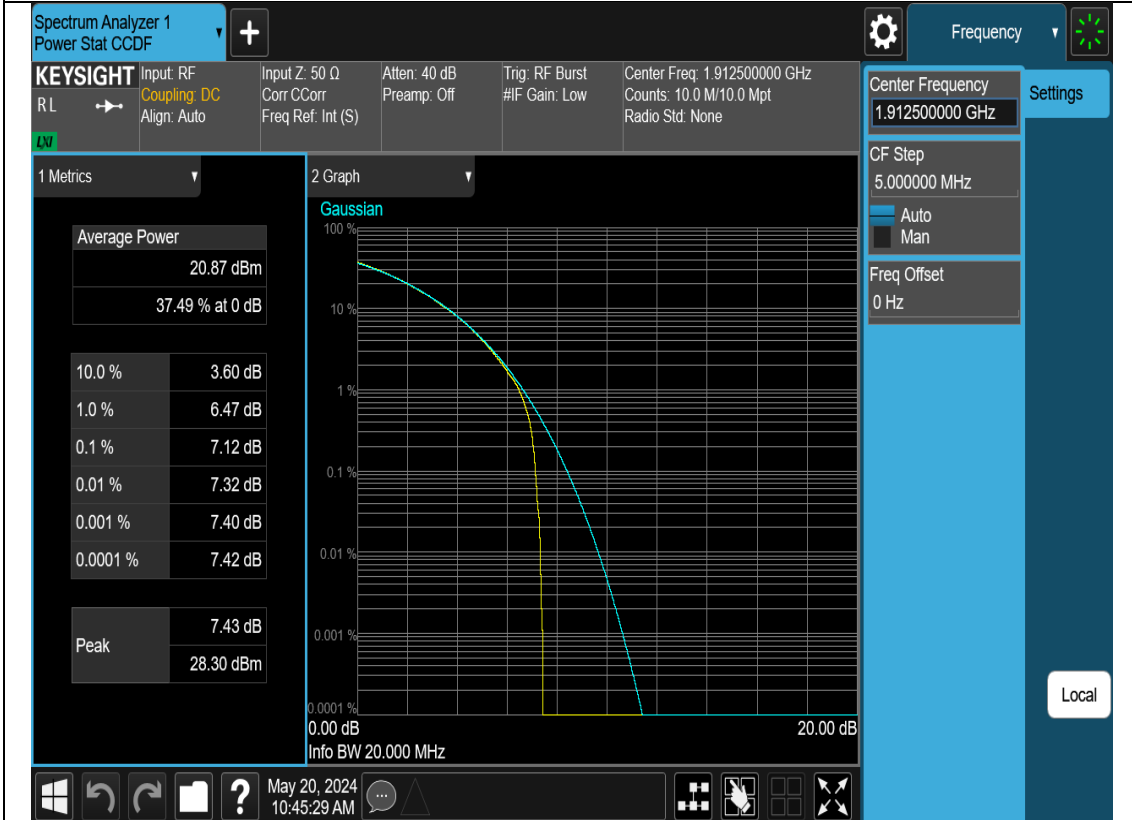 Spectrum Analyzer 1
Power Stat CCDF
+
Frequency
KEYSIGHT
R L
LXI
Input: RF
Coupling: DC
Align: Auto
Input Z: 50 Ω
Corr CCorr
Freq Ref: Int (S)
Atten: 40 dB
Preamp: Off
Trig: RF Burst
#IF Gain: Low
Center Freq: 1.912500000 GHz
Counts: 10.0 M/10.0 Mpt
Radio Std: None
Center Frequency
1.912500000 GHz
Settings
CF Step
5.000000 MHz
Auto
Man
Freq Offset
0 Hz
1 Metrics
Average Power
20.87 dBm
37.49 % at 0 dB
10.0 % 3.60 dB
1.0 % 6.47 dB
0.1 % 7.12 dB
0.01 % 7.32 dB
0.001 % 7.40 dB
0.0001 % 7.42 dB
Peak
7.43 dB
28.30 dBm
2 Graph
Gaussian
100 %
10 %
1 %
0.1 %
0.01 %
0.001 %
0.0001 %
0.00 dB 20.00 dB
Info BW 20.000 MHz
Local
?
May 20, 2024
10:45:29 AM